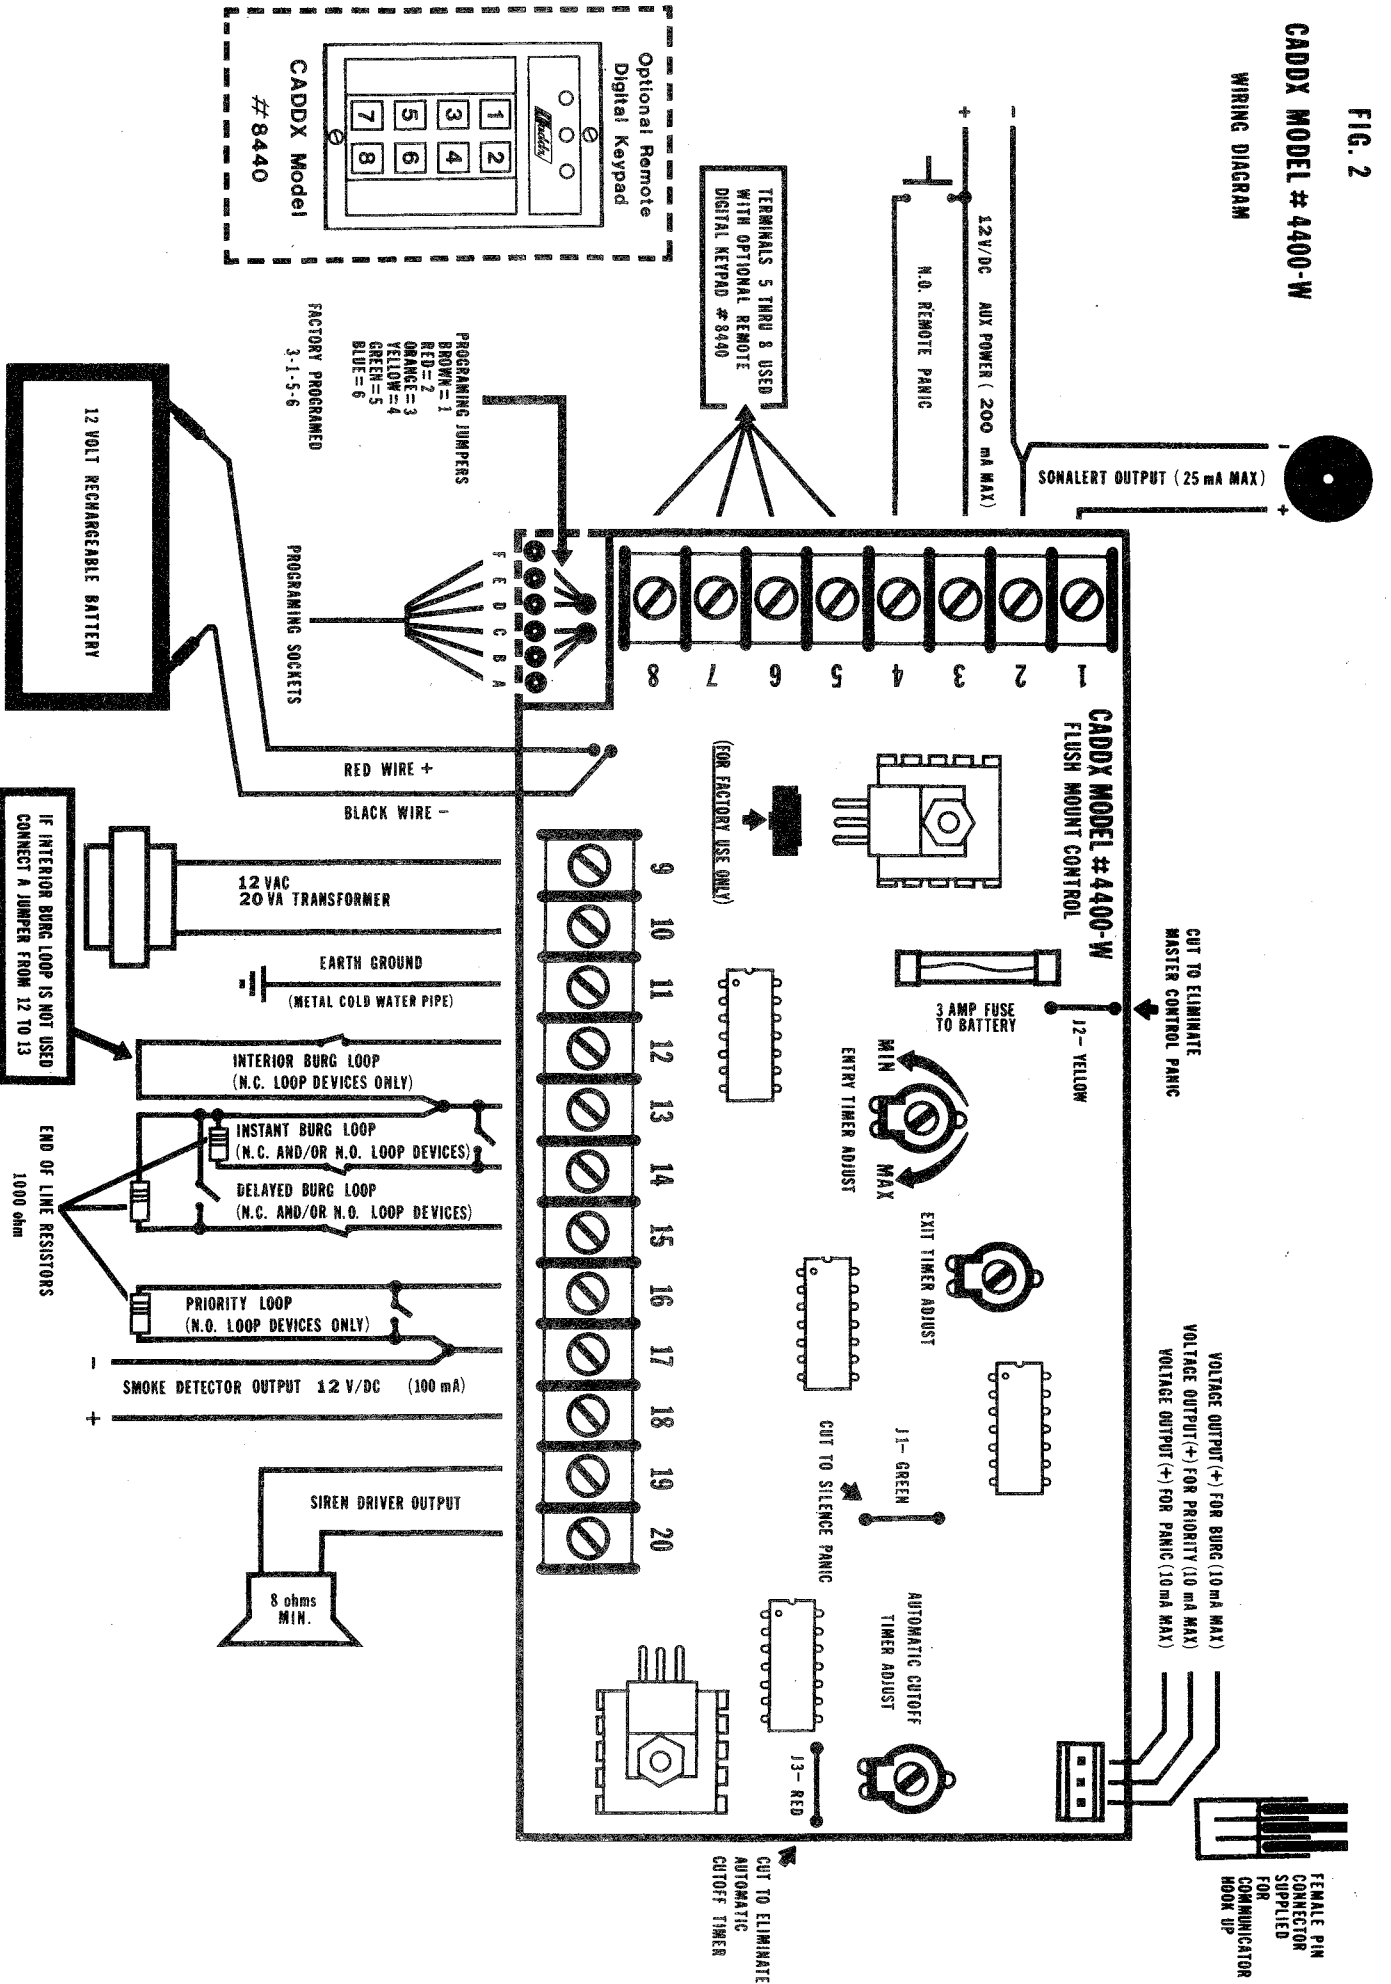 FIG. 2
CADDX MODEL #4400-W
WIRING DIAGRAM
-
+
12V/DC AUX POWER ( 200 mA MAX)
N.O. REMOTE PANIC
-
SONALERT OUTPUT ( 25 mA MAX)
+
TERMINALS 5 THRU 8 USED
WITH OPTIONAL REMOTE
DIGITAL KEYPAD # 8440
Optional Remote
Digital Keypad
Caddx
1 2
3 4
5 6
7 8
CADDX Model
#8440
PROGRAMING JUMPERS
BROWN = 1
RED = 2
ORANGE = 3
YELLOW = 4
GREEN = 5
BLUE = 6
FACTORY PROGRAMED
3-1-5-6
F E D C B A
PROGRAMING SOCKETS
12 VOLT RECHARGEABLE BATTERY
RED WIRE +
BLACK WIRE -
1
2
3
4
5
6
7
8
CADDX MODEL #4400-W
FLUSH MOUNT CONTROL
(FOR FACTORY USE ONLY)
3 AMP FUSE
TO BATTERY
J2- YELLOW
CUT TO ELIMINATE
MASTER CONTROL PANIC
MIN
MAX
ENTRY TIMER ADJUST
EXIT TIMER ADJUST
J1- GREEN
CUT TO SILENCE PANIC
AUTOMATIC CUTOFF
TIMER ADJUST
J3- RED
CUT TO ELIMINATE
AUTOMATIC
CUTOFF TIMER
VOLTAGE OUTPUT (+) FOR BURG (10 mA MAX)
VOLTAGE OUTPUT (+) FOR PRIORITY (10 mA MAX)
VOLTAGE OUTPUT (+) FOR PANIC (10 mA MAX)
FEMALE PIN
CONNECTOR
SUPPLIED
FOR
COMMUNICATOR
HOOK UP
9
10
11
12
13
14
15
16
17
18
19
20
12 VAC
20 VA TRANSFORMER
EARTH GROUND
(METAL COLD WATER PIPE)
IF INTERIOR BURG LOOP IS NOT USED
CONNECT A JUMPER FROM 12 TO 13
INTERIOR BURG LOOP
(N.C. LOOP DEVICES ONLY)
INSTANT BURG LOOP
(N.C. AND/OR N.O. LOOP DEVICES)
DELAYED BURG LOOP
(N.C. AND/OR N.O. LOOP DEVICES)
END OF LINE RESISTORS
1000 ohm
PRIORITY LOOP
(N.O. LOOP DEVICES ONLY)
-
SMOKE DETECTOR OUTPUT 12 V/DC (100 mA)
+
SIREN DRIVER OUTPUT
8 ohms
MIN.